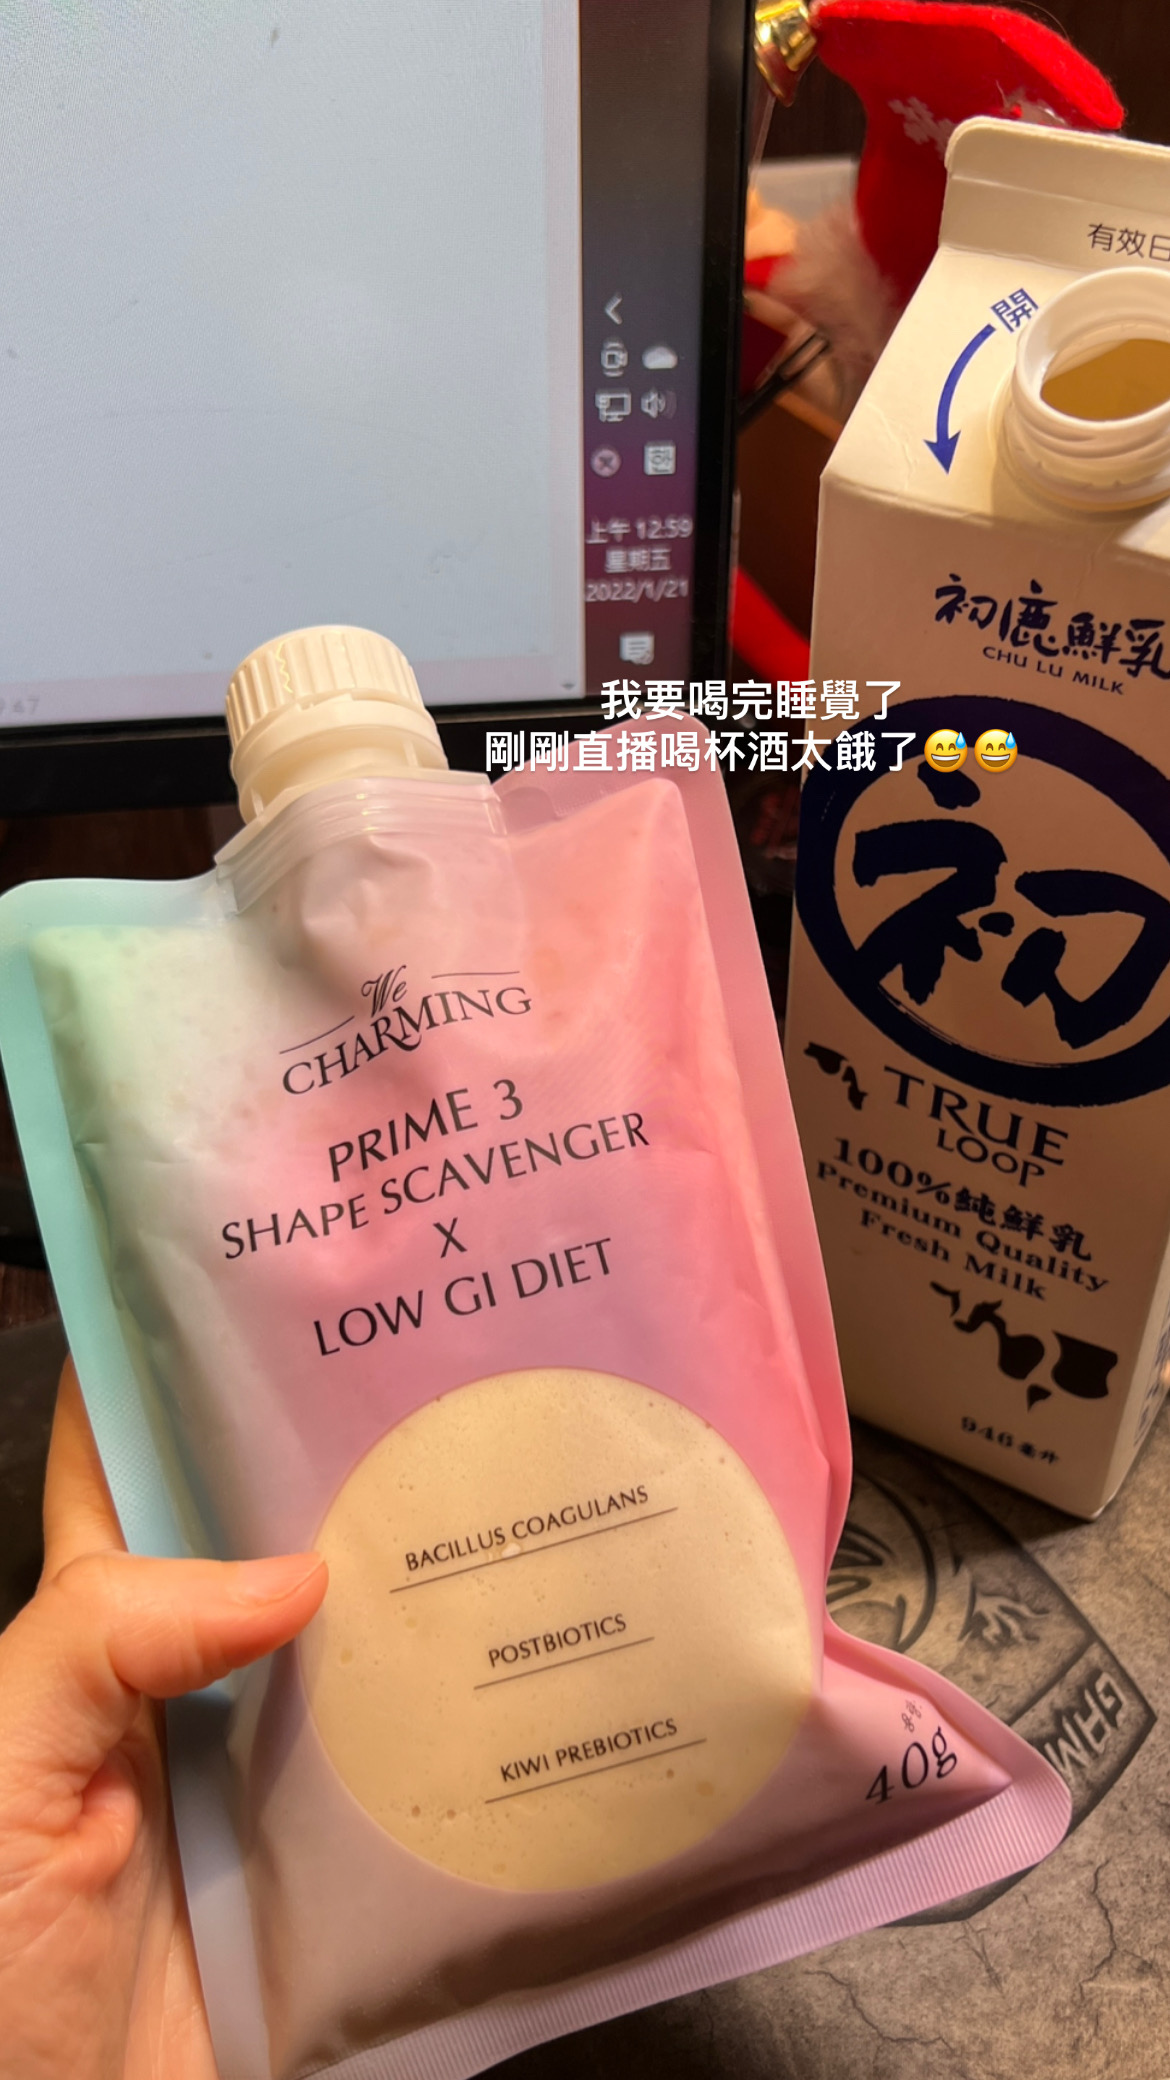 有效日
開
上午 12:59
星期五
2022/1/21
初鹿鮮乳
CHU LU MILK
我要喝完睡覺了
剛剛直播喝杯酒太餓了😅😅
初
TRUE
LOOP
100%純鮮乳
Premium Quality
Fresh Milk
946毫升
We
CHARMING
PRIME 3
SHAPE SCAVENGER
X
LOW GI DIET
BACILLUS COAGULANS
POSTBIOTICS
KIWI PREBIOTICS
40g
GAM